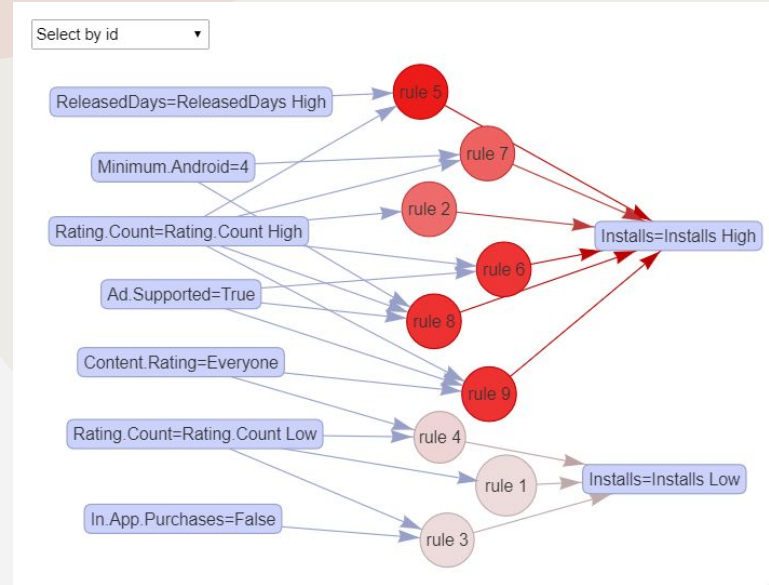 Select by id
ReleasedDays=ReleasedDays High
rule 5
Minimum.Android=4
rule 7
rule 2
Rating.Count=Rating.Count High
Installs=Installs High
rule 6
Ad.Supported=True
rule 8
Content.Rating=Everyone
rule 9
Rating.Count=Rating.Count Low
rule 4
Installs=Installs Low
rule 1
In.App.Purchases=False
rule 3